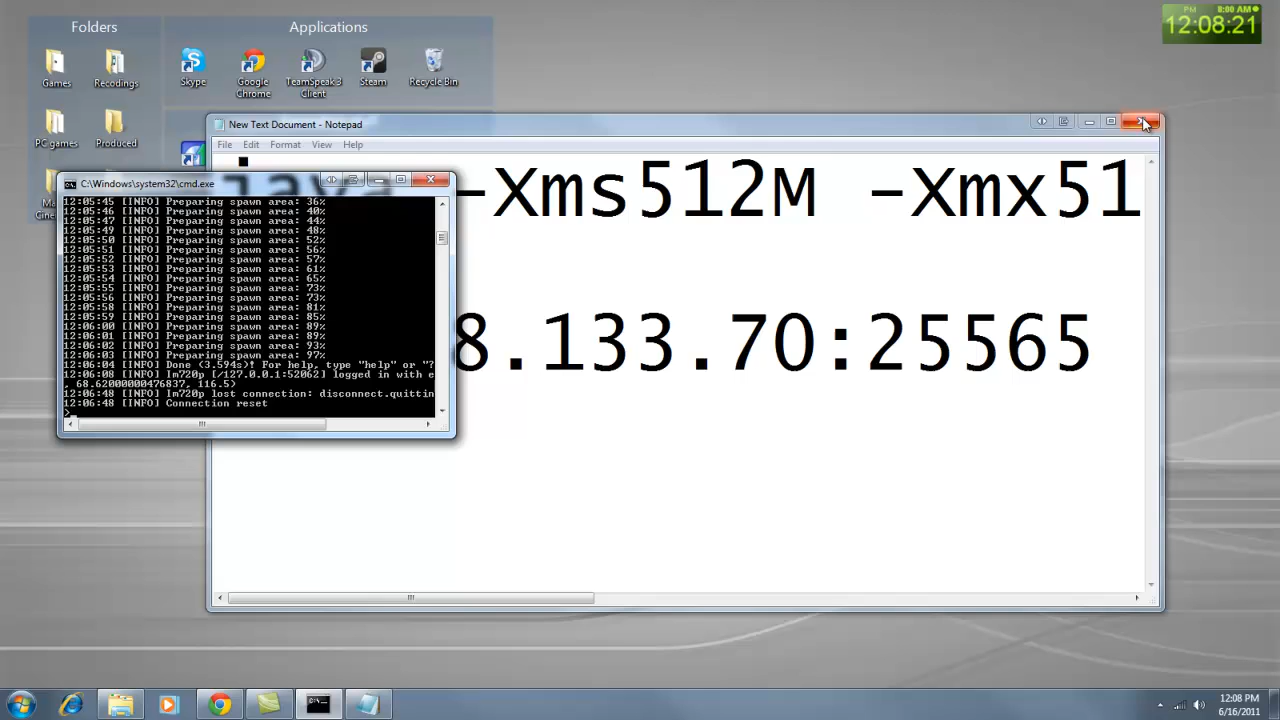 Folders
Applications
PM
8:00 AM
12:08:21
Games
Recodings
Skype
Google Chrome
TeamSpeak 3 Client
Steam
Recycle Bin
PC games
Produced
New Text Document - Notepad
File Edit Format View Help
-Xms512M -Xmx51
8.133.70:25565
C:\Windows\system32\cmd.exe
12:05:45 [INFO] Preparing spawn area: 36%
12:05:46 [INFO] Preparing spawn area: 40%
12:05:47 [INFO] Preparing spawn area: 44%
12:05:49 [INFO] Preparing spawn area: 48%
12:05:50 [INFO] Preparing spawn area: 52%
12:05:51 [INFO] Preparing spawn area: 56%
12:05:52 [INFO] Preparing spawn area: 57%
12:05:53 [INFO] Preparing spawn area: 61%
12:05:54 [INFO] Preparing spawn area: 65%
12:05:55 [INFO] Preparing spawn area: 73%
12:05:56 [INFO] Preparing spawn area: 73%
12:05:58 [INFO] Preparing spawn area: 81%
12:05:59 [INFO] Preparing spawn area: 85%
12:06:00 [INFO] Preparing spawn area: 89%
12:06:01 [INFO] Preparing spawn area: 89%
12:06:02 [INFO] Preparing spawn area: 93%
12:06:03 [INFO] Preparing spawn area: 97%
12:06:04 [INFO] Done (3.594s)! For help, type "help" or "?
12:06:08 [INFO] Im720p [/127.0.0.1:52062] logged in with e
, 68.62000000476837, 116.5)
12:06:48 [INFO] Im720p lost connection: disconnect.quittin
12:06:48 [INFO] Connection reset
>
12:08 PM
6/16/2011